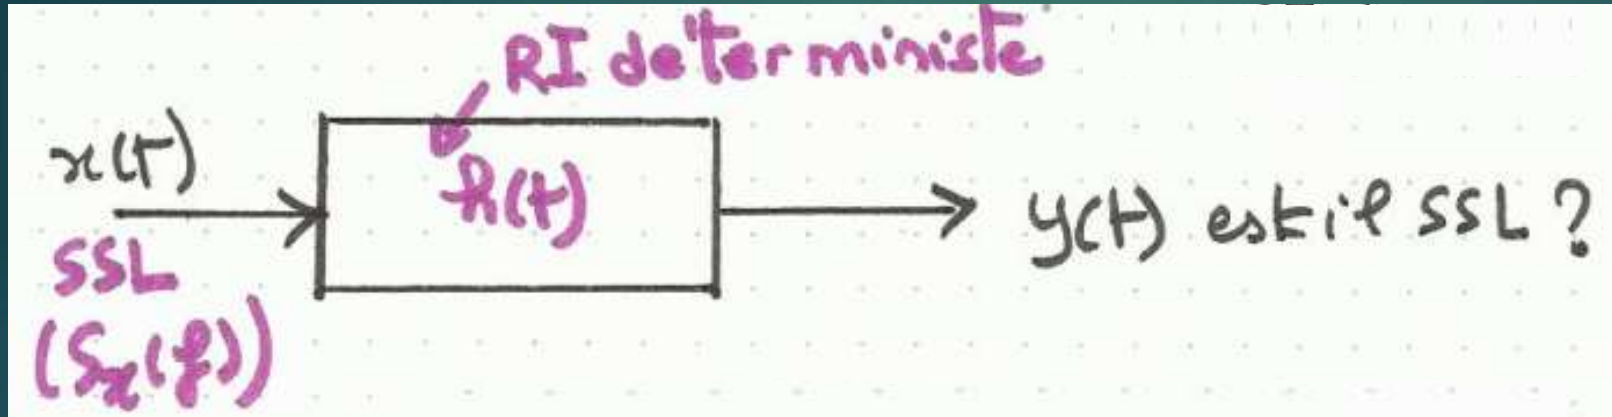 RI déterministe
x(t)
h(t)
y(t) est il SSL ?
SSL
(Sx(f))